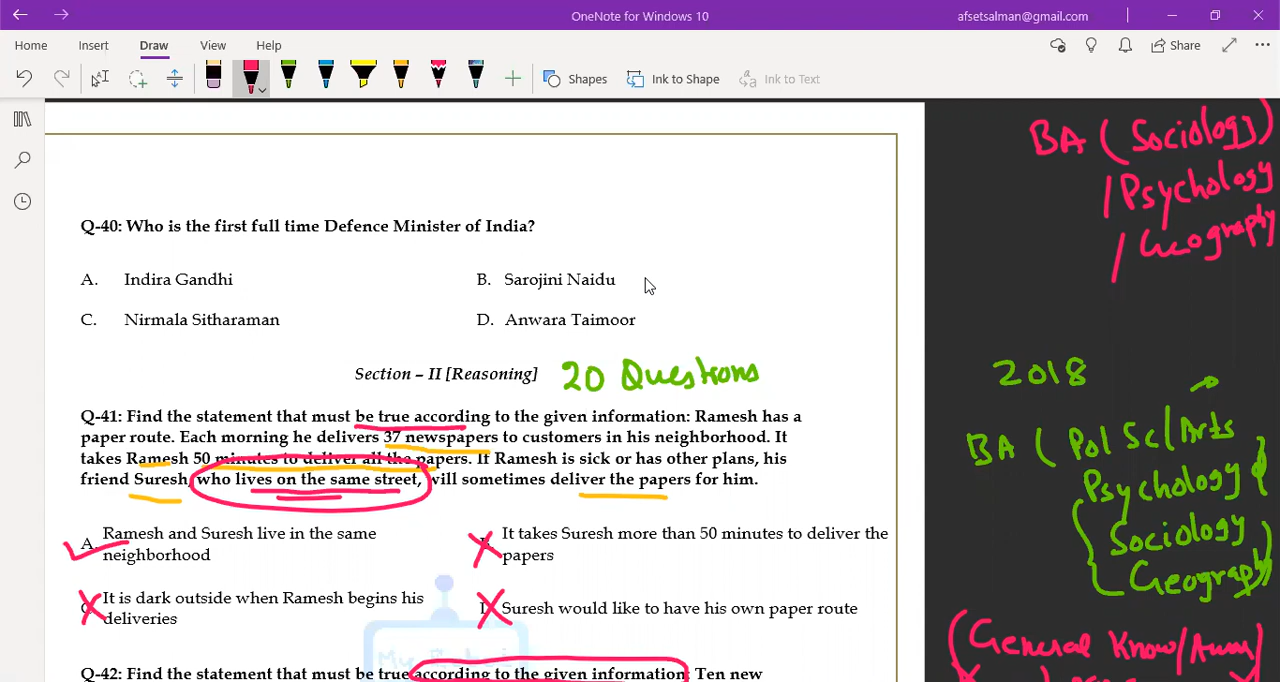 OneNote for Windows 10
afsetsalman@gmail.com
Home Insert Draw View Help
Share
Shapes Ink to Shape Ink to Text
BA (Sociology)
/Psychology
/Geography
Q-40: Who is the first full time Defence Minister of India?
A. Indira Gandhi
B. Sarojini Naidu
C. Nirmala Sitharaman
D. Anwara Taimoor
Section – II [Reasoning] 20 Questions
2018
BA (Pol Sc/Arts
Psychology
Sociology
Geography
Q-41: Find the statement that must be true according to the given information: Ramesh has a
paper route. Each morning he delivers 37 newspapers to customers in his neighborhood. It
takes Ramesh 50 minutes to deliver all the papers. If Ramesh is sick or has other plans, his
friend Suresh, who lives on the same street, will sometimes deliver the papers for him.
A. Ramesh and Suresh live in the same
neighborhood
It takes Suresh more than 50 minutes to deliver the
papers
It is dark outside when Ramesh begins his
deliveries
Suresh would like to have his own paper route
(General Know/Awar
Q-42: Find the statement that must be true according to the given information: Ten new